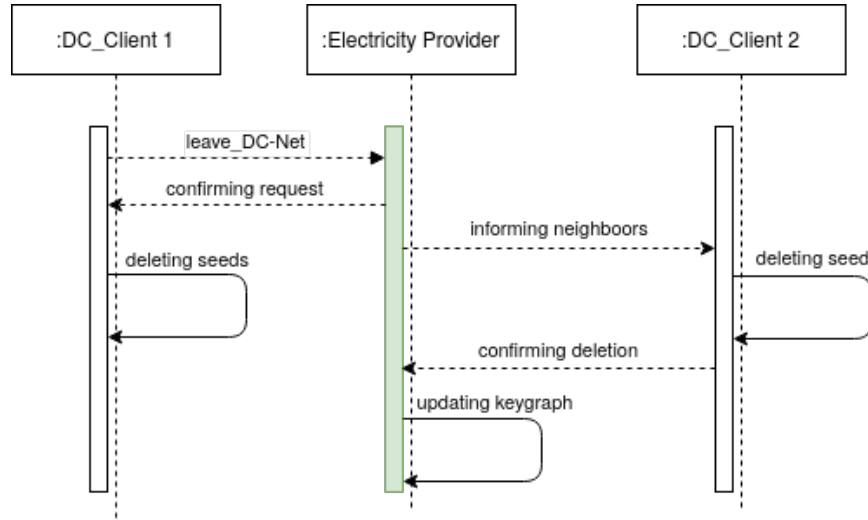 :DC_Client 1
:Electricity Provider
:DC_Client 2
leave_DC-Net
confirming request
informing neighboors
deleting seeds
deleting seed
confirming deletion
updating keygraph